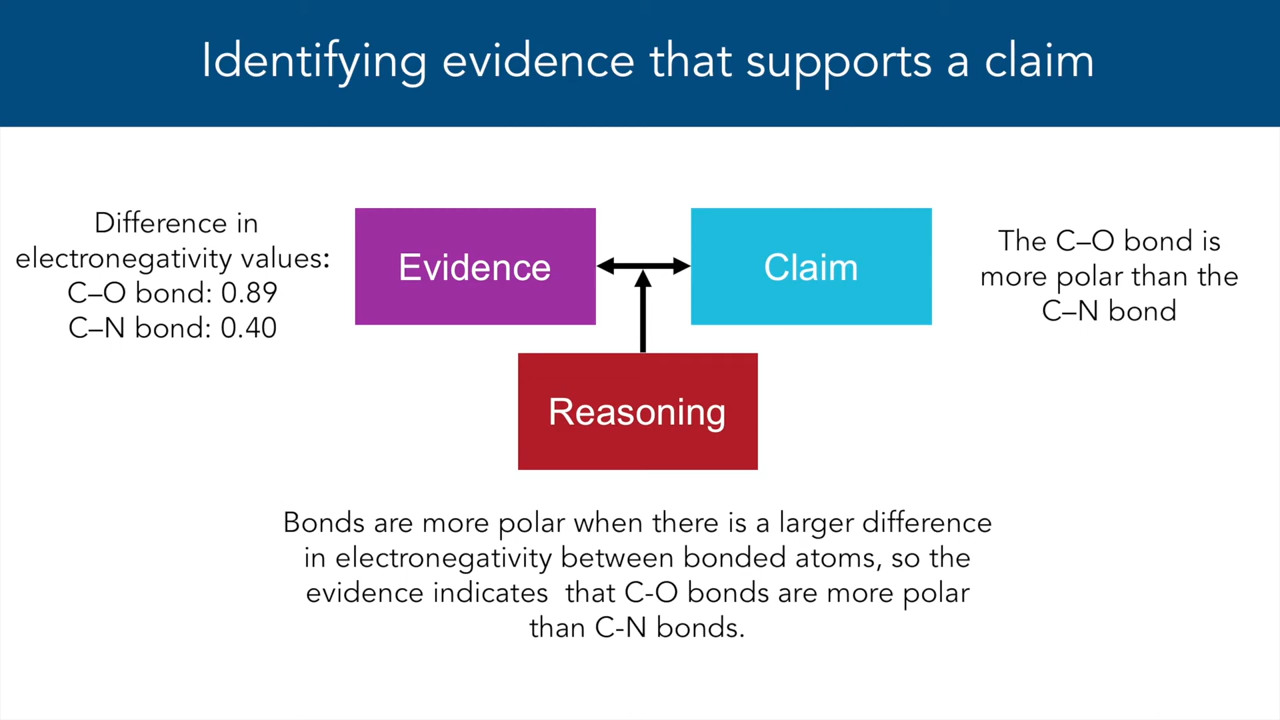 Identifying evidence that supports a claim
Difference in
electronegativity values:
C–O bond: 0.89
C–N bond: 0.40
Evidence
Claim
The C–O bond is
more polar than the
C–N bond
Reasoning
Bonds are more polar when there is a larger difference
in electronegativity between bonded atoms, so the
evidence indicates  that C-O bonds are more polar
than C-N bonds.